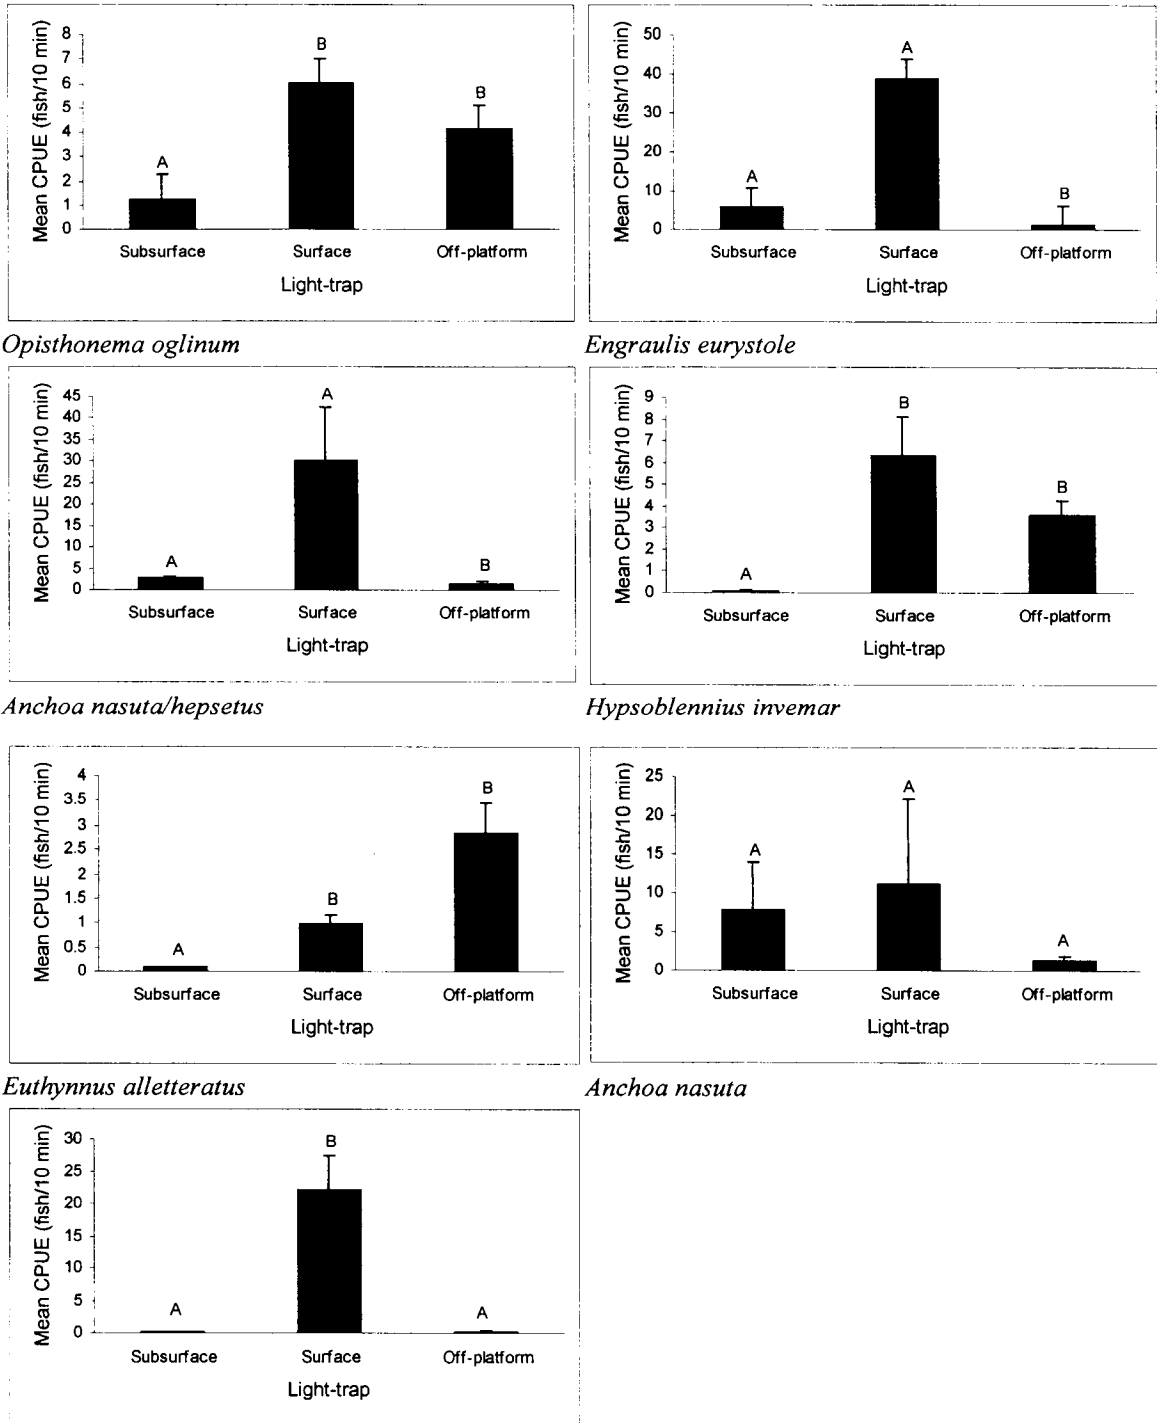 Mean CPUE (fish/10 min)
8
7
6
5
4
3
2
1
0
A
B
B
Subsurface Surface Off-platform
Light-trap
Mean CPUE (fish/10 min)
50
40
30
20
10
0
A
A
B
Subsurface Surface Off-platform
Light-trap
Opisthonema oglinum
Engraulis eurystole
Mean CPUE (fish/10 min)
45
40
35
30
25
20
15
10
5
0
A
A
B
Subsurface Surface Off-platform
Light-trap
Mean CPUE (fish/10 min)
9
8
7
6
5
4
3
2
1
0
A
B
B
Subsurface Surface Off-platform
Light-trap
Anchoa nasuta/hepsetus
Hypsoblennius invemar
Mean CPUE (fish/10 min)
4
3.5
3
2.5
2
1.5
1
0.5
0
A
B
B
Subsurface Surface Off-platform
Light-trap
Mean CPUE (fish/10 min)
25
20
15
10
5
0
A
A
A
Subsurface Surface Off-platform
Light-trap
Euthynnus alletteratus
Anchoa nasuta
Mean CPUE (fish/10 min)
30
25
20
15
10
5
0
A
B
A
Subsurface Surface Off-platform
Light-trap